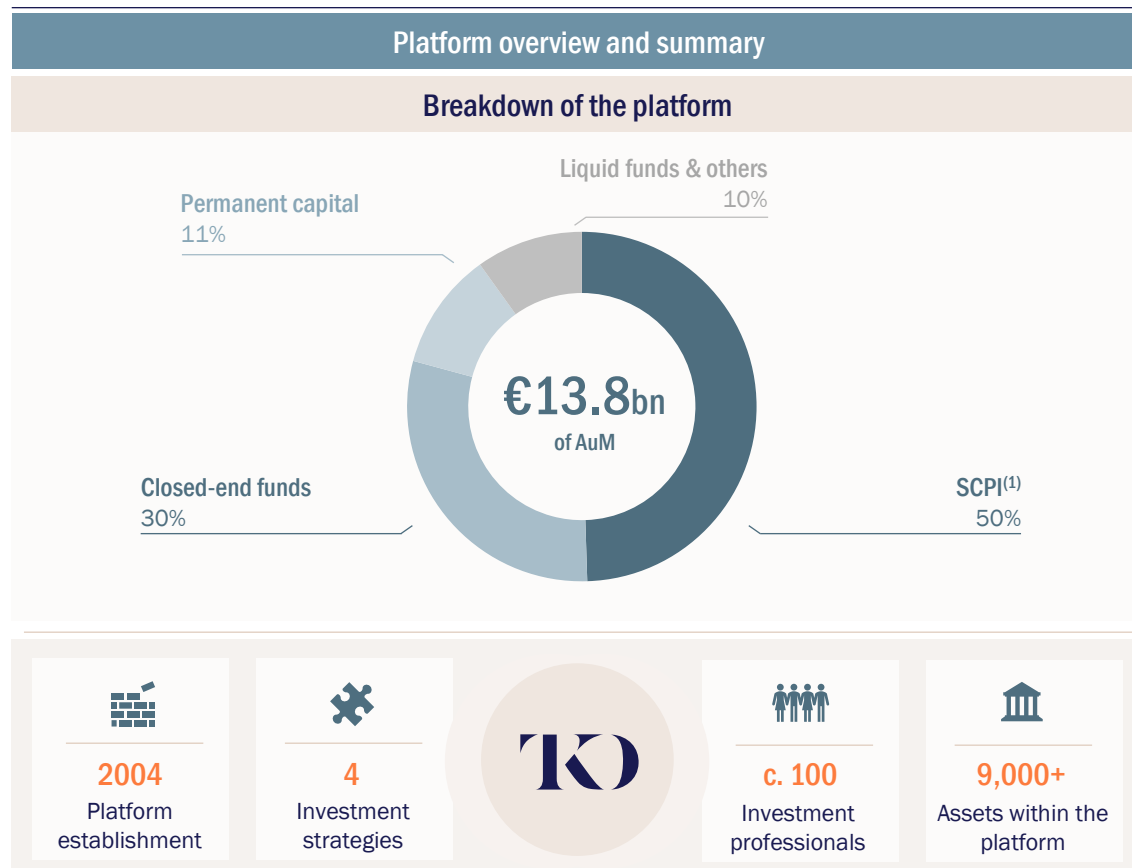 Platform overview and summary
Breakdown of the platform
Liquid funds & others
10%
Permanent capital
11%
€13.8bn
of AuM
Closed-end funds
30%
SCPI(1)
50%
2004
Platform
establishment
4
Investment
strategies
TKO
c. 100
Investment
professionals
9,000+
Assets within the
platform